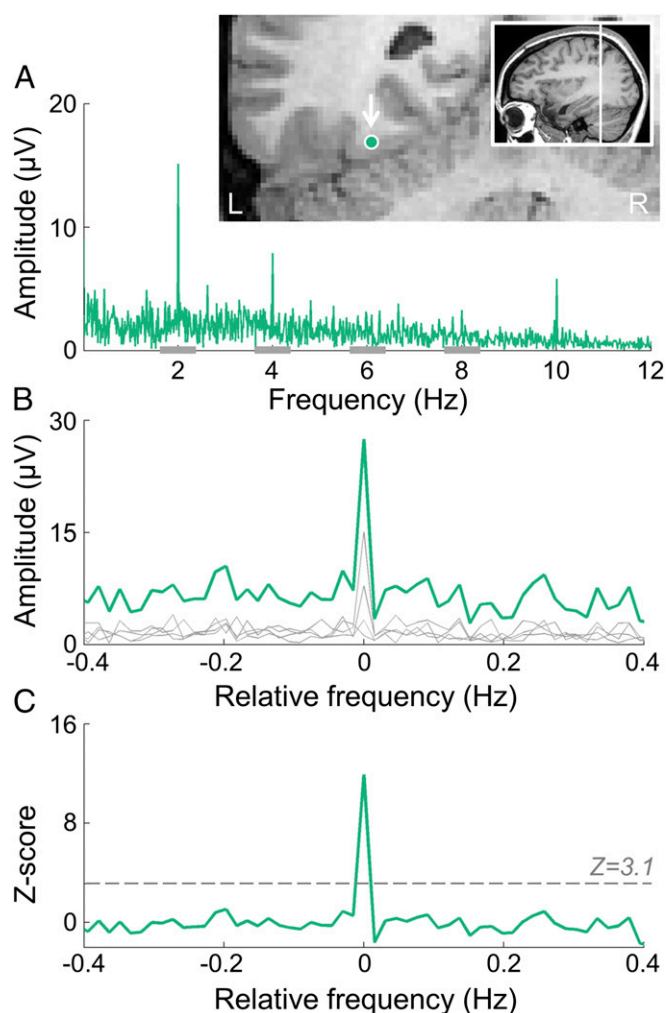 A
L
R
20
10
0
Amplitude (µV)
2
4
6
8
10
12
Frequency (Hz)
B
30
15
0
Amplitude (µV)
-0.4
-0.2
0
0.2
0.4
Relative frequency (Hz)
C
16
8
0
Z-score
Z=3.1
-0.4
-0.2
0
0.2
0.4
Relative frequency (Hz)